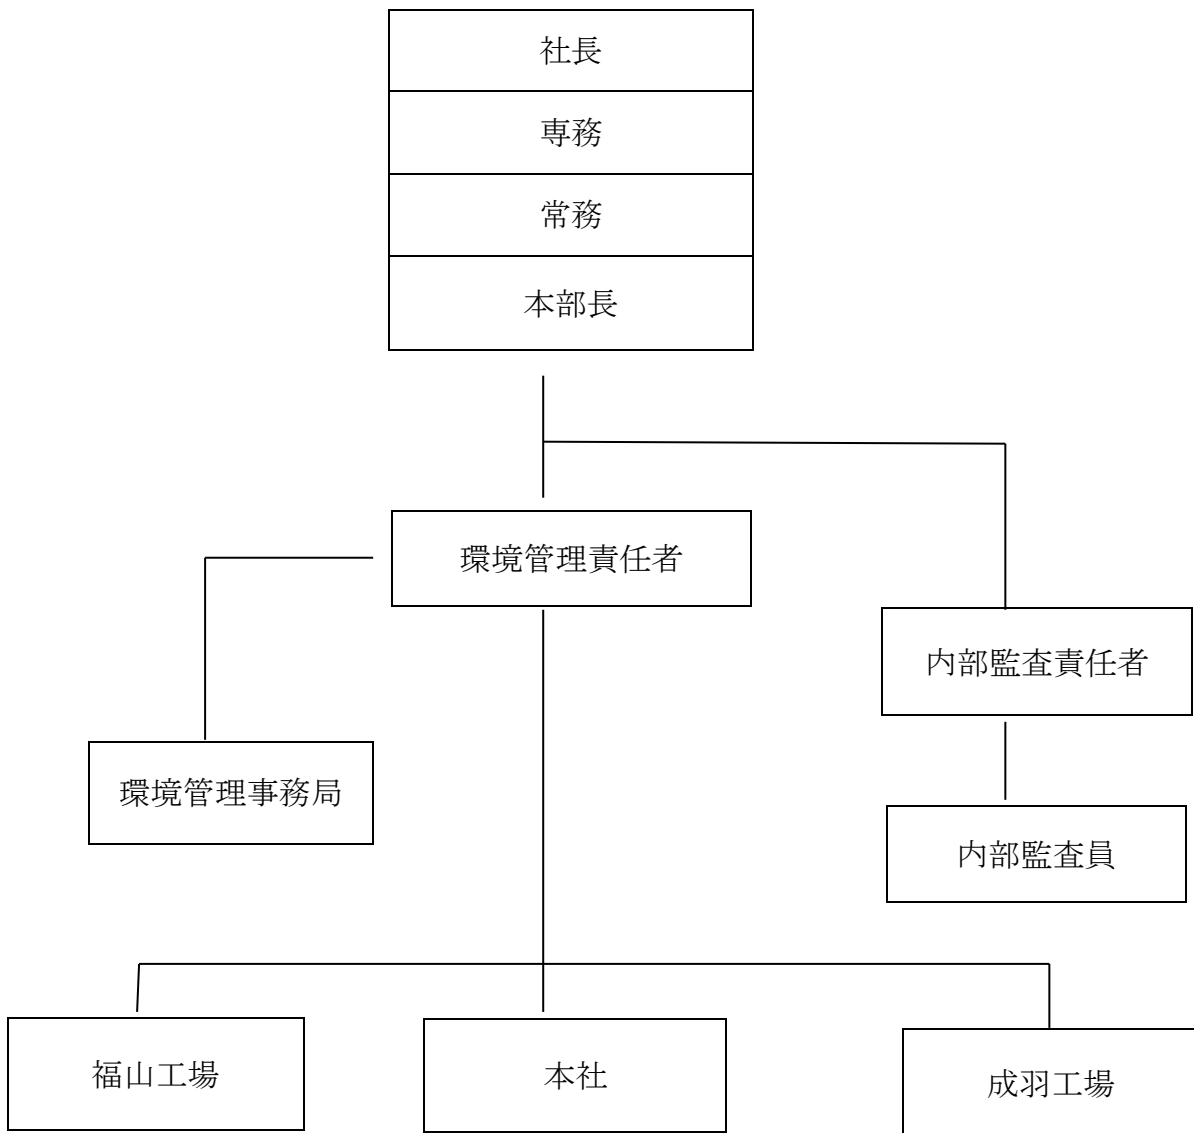 社長
専務
常務
本部長
環境管理責任者
内部監査責任者
環境管理事務局
内部監査員
福山工場
本社
成羽工場